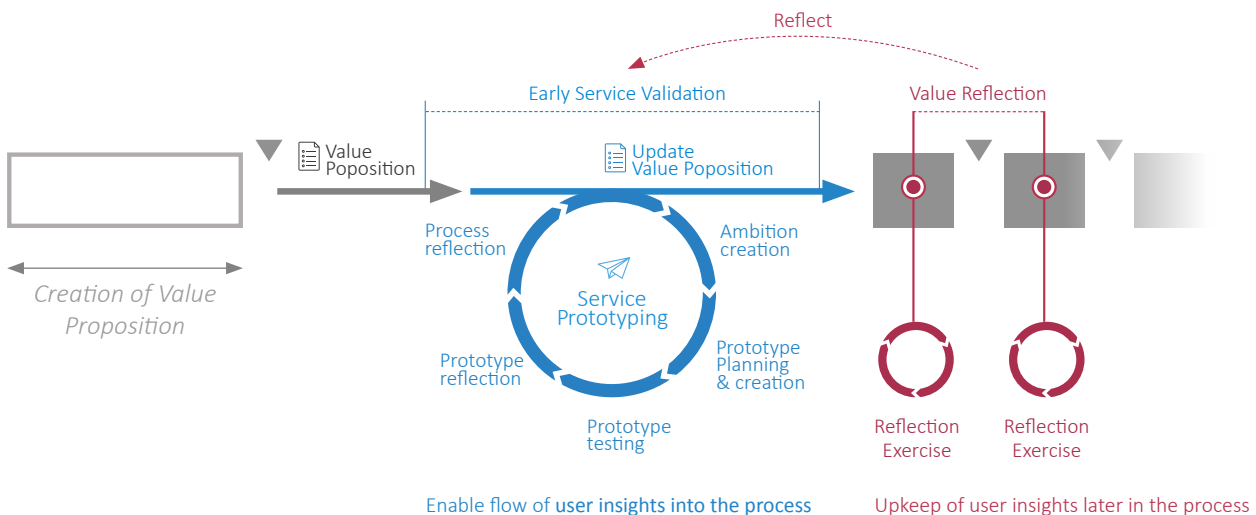 Reflect
Early Service Validation
Value Reflection
Value
Poposition
Update
Value Poposition
Creation of Value
Proposition
Process
reflection
Ambition
creation
Service
Prototyping
Prototype
reflection
Prototype
Planning
& creation
Prototype
testing
Reflection
Exercise
Reflection
Exercise
Enable flow of user insights into the process
Upkeep of user insights later in the process